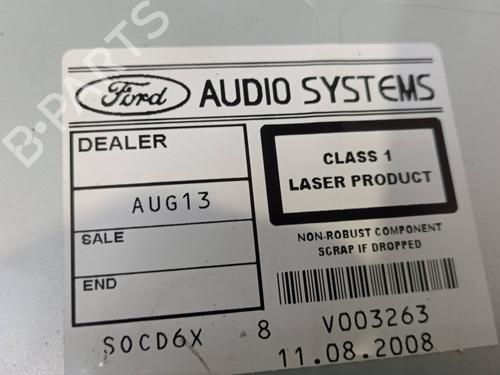 Ford AUDIO SYSTEMS
DEALER
AUG13
SALE
END
CLASS 1
LASER PRODUCT
NON-ROBUST COMPONENT
SCRAP IF DROPPED
SOCD6X 8 V003263
11.08.2008
B-PARTS